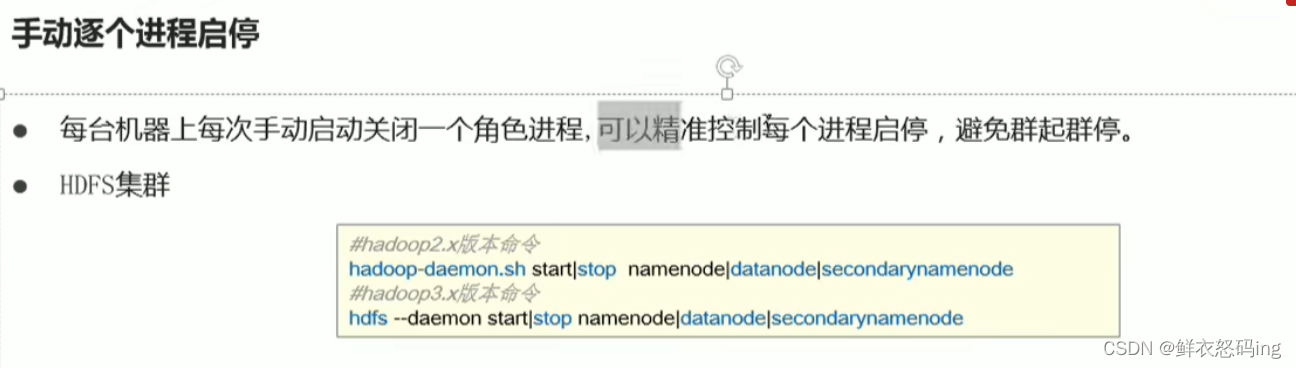 手动逐个进程启停
每台机器上每次手动启动关闭一个角色进程,可以精准控制每个进程启停，避免群起群停。
HDFS集群
#hadoop2.x版本命令
hadoop-daemon.sh start|stop namenode|datanode|secondarynamenode
#hadoop3.x版本命令
hdfs --daemon start|stop namenode|datanode|secondarynamenode
CSDN @鲜衣怒码ing